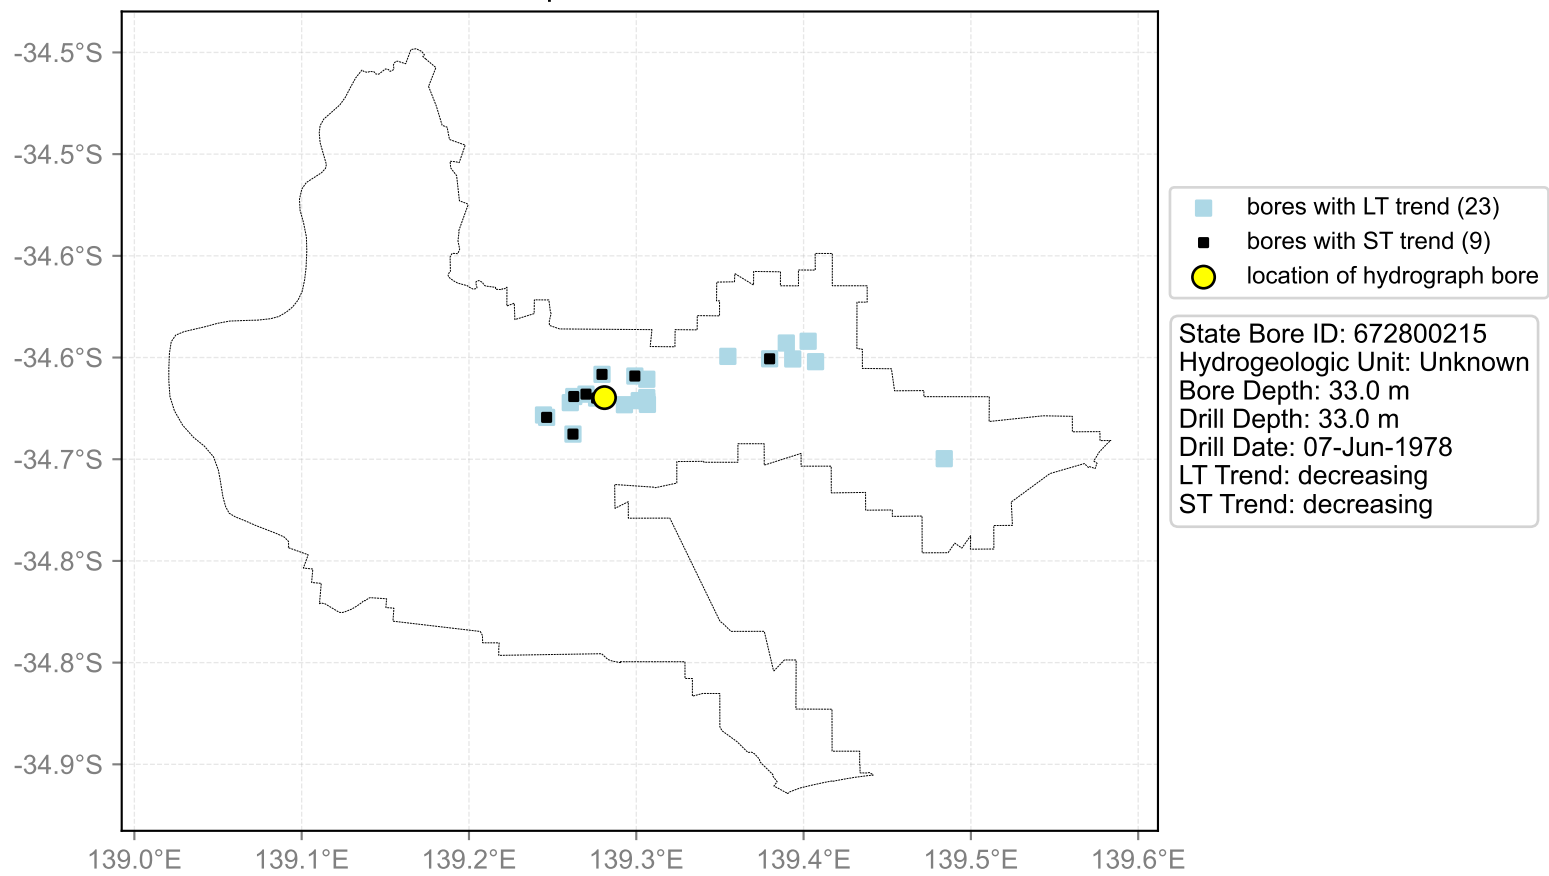 -34.5°S
-34.5°S
-34.6°S
-34.6°S
-34.7°S
-34.8°S
-34.8°S
-34.9°S
139.0°E 139.1°E 139.2°E 139.3°E 139.4°E 139.5°E 139.6°E
bores with LT trend (23)
bores with ST trend (9)
location of hydrograph bore
State Bore ID: 672800215
Hydrogeologic Unit: Unknown
Bore Depth: 33.0 m
Drill Depth: 33.0 m
Drill Date: 07-Jun-1978
LT Trend: decreasing
ST Trend: decreasing